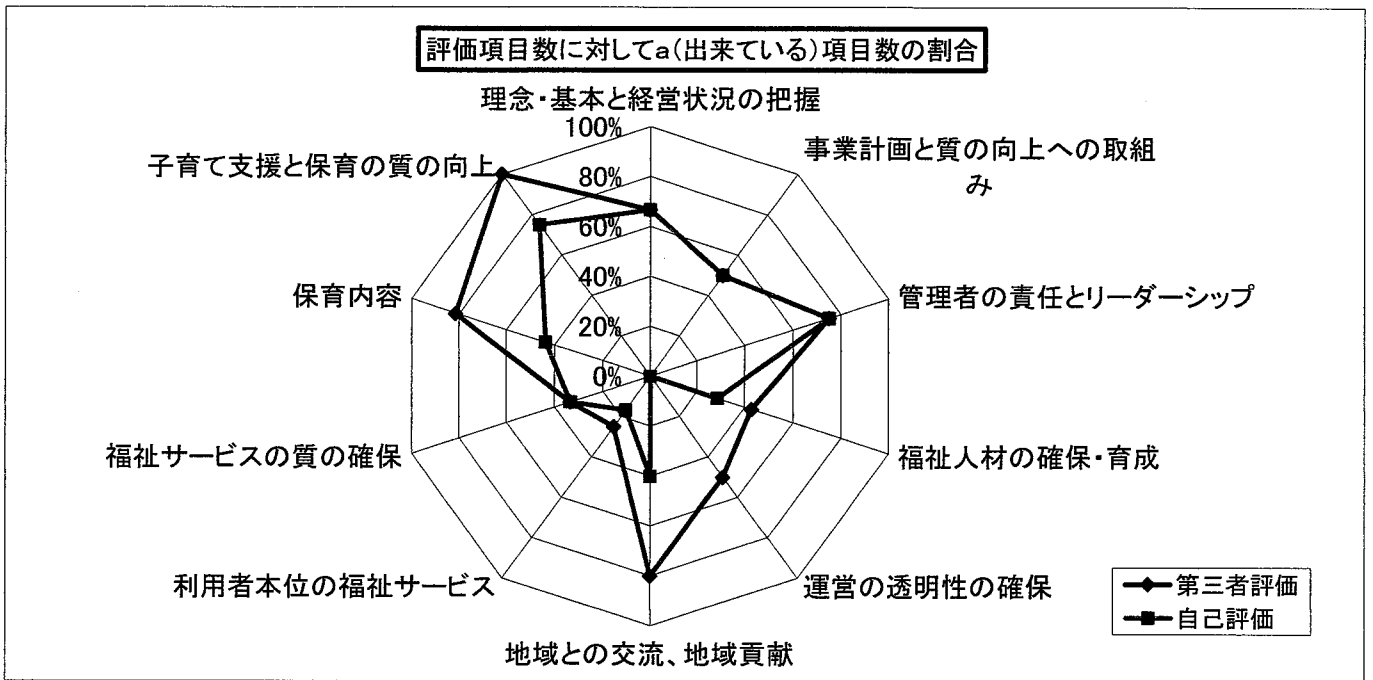 評価項目数に対してa(出来ている)項目数の割合
理念・基本と経営状況の把握
100%
80%
60%
40%
20%
0%
事業計画と質の向上への取組
み
管理者の責任とリーダーシップ
福祉人材の確保・育成
運営の透明性の確保
地域との交流、地域貢献
利用者本位の福祉サービス
福祉サービスの質の確保
保育内容
子育て支援と保育の質の向上
第三者評価
自己評価